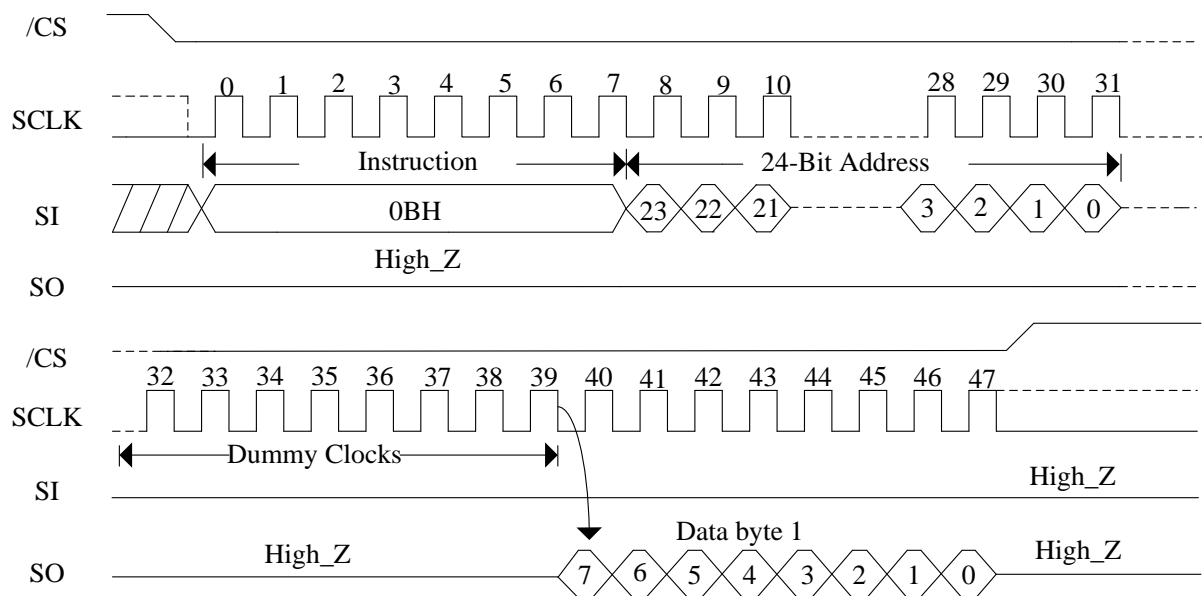 /CS
0 1 2 3 4 5 6 7 8 9 10 28 29 30 31
SCLK
Instruction 24-Bit Address
SI 0BH 23 22 21 3 2 1 0
High_Z
SO
/CS
32 33 34 35 36 37 38 39 40 41 42 43 44 45 46 47
SCLK
Dummy Clocks
SI High_Z
Data byte 1
SO High_Z 7 6 5 4 3 2 1 0 High_Z